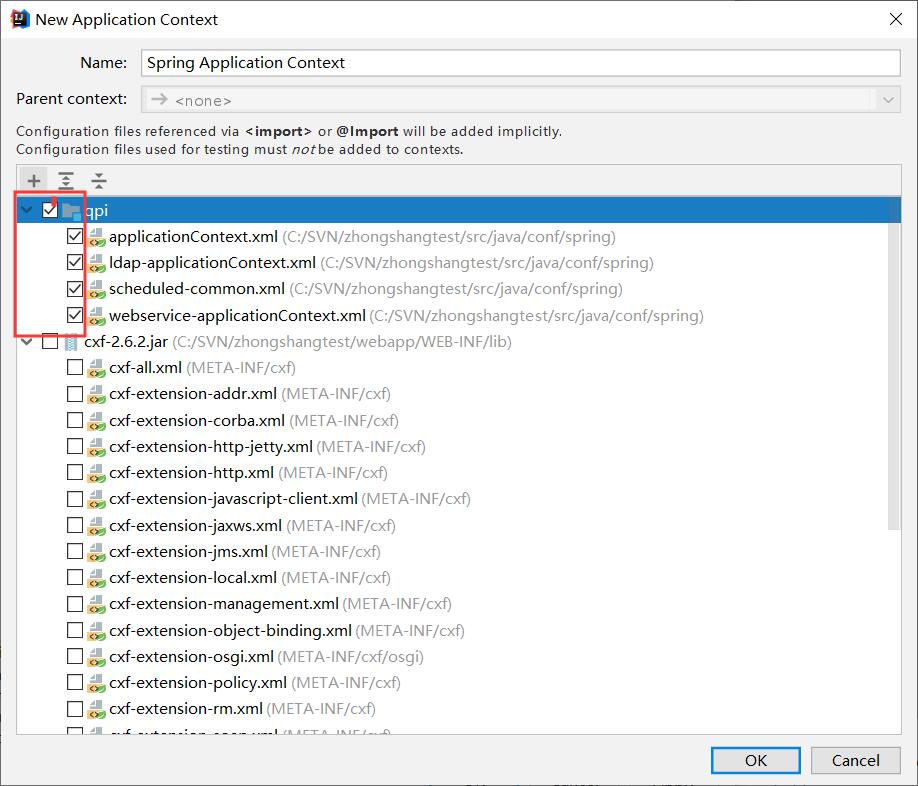 New Application Context
Name: Spring Application Context
Parent context: <none>
Configuration files referenced via <import> or @Import will be added implicitly.
Configuration files used for testing must not be added to contexts.
qpi
applicationContext.xml (C:/SVN/zhongshangtest/src/java/conf/spring)
ldap-applicationContext.xml (C:/SVN/zhongshangtest/src/java/conf/spring)
scheduled-common.xml (C:/SVN/zhongshangtest/src/java/conf/spring)
webservice-applicationContext.xml (C:/SVN/zhongshangtest/src/java/conf/spring)
cxf-2.6.2.jar (C:/SVN/zhongshangtest/webapp/WEB-INF/lib)
cxf-all.xml (META-INF/cxf)
cxf-extension-addr.xml (META-INF/cxf)
cxf-extension-corba.xml (META-INF/cxf)
cxf-extension-http-jetty.xml (META-INF/cxf)
cxf-extension-http.xml (META-INF/cxf)
cxf-extension-javascript-client.xml (META-INF/cxf)
cxf-extension-jaxws.xml (META-INF/cxf)
cxf-extension-jms.xml (META-INF/cxf)
cxf-extension-local.xml (META-INF/cxf)
cxf-extension-management.xml (META-INF/cxf)
cxf-extension-object-binding.xml (META-INF/cxf)
cxf-extension-osgi.xml (META-INF/cxf/osgi)
cxf-extension-policy.xml (META-INF/cxf)
cxf-extension-rm.xml (META-INF/cxf)
OK Cancel